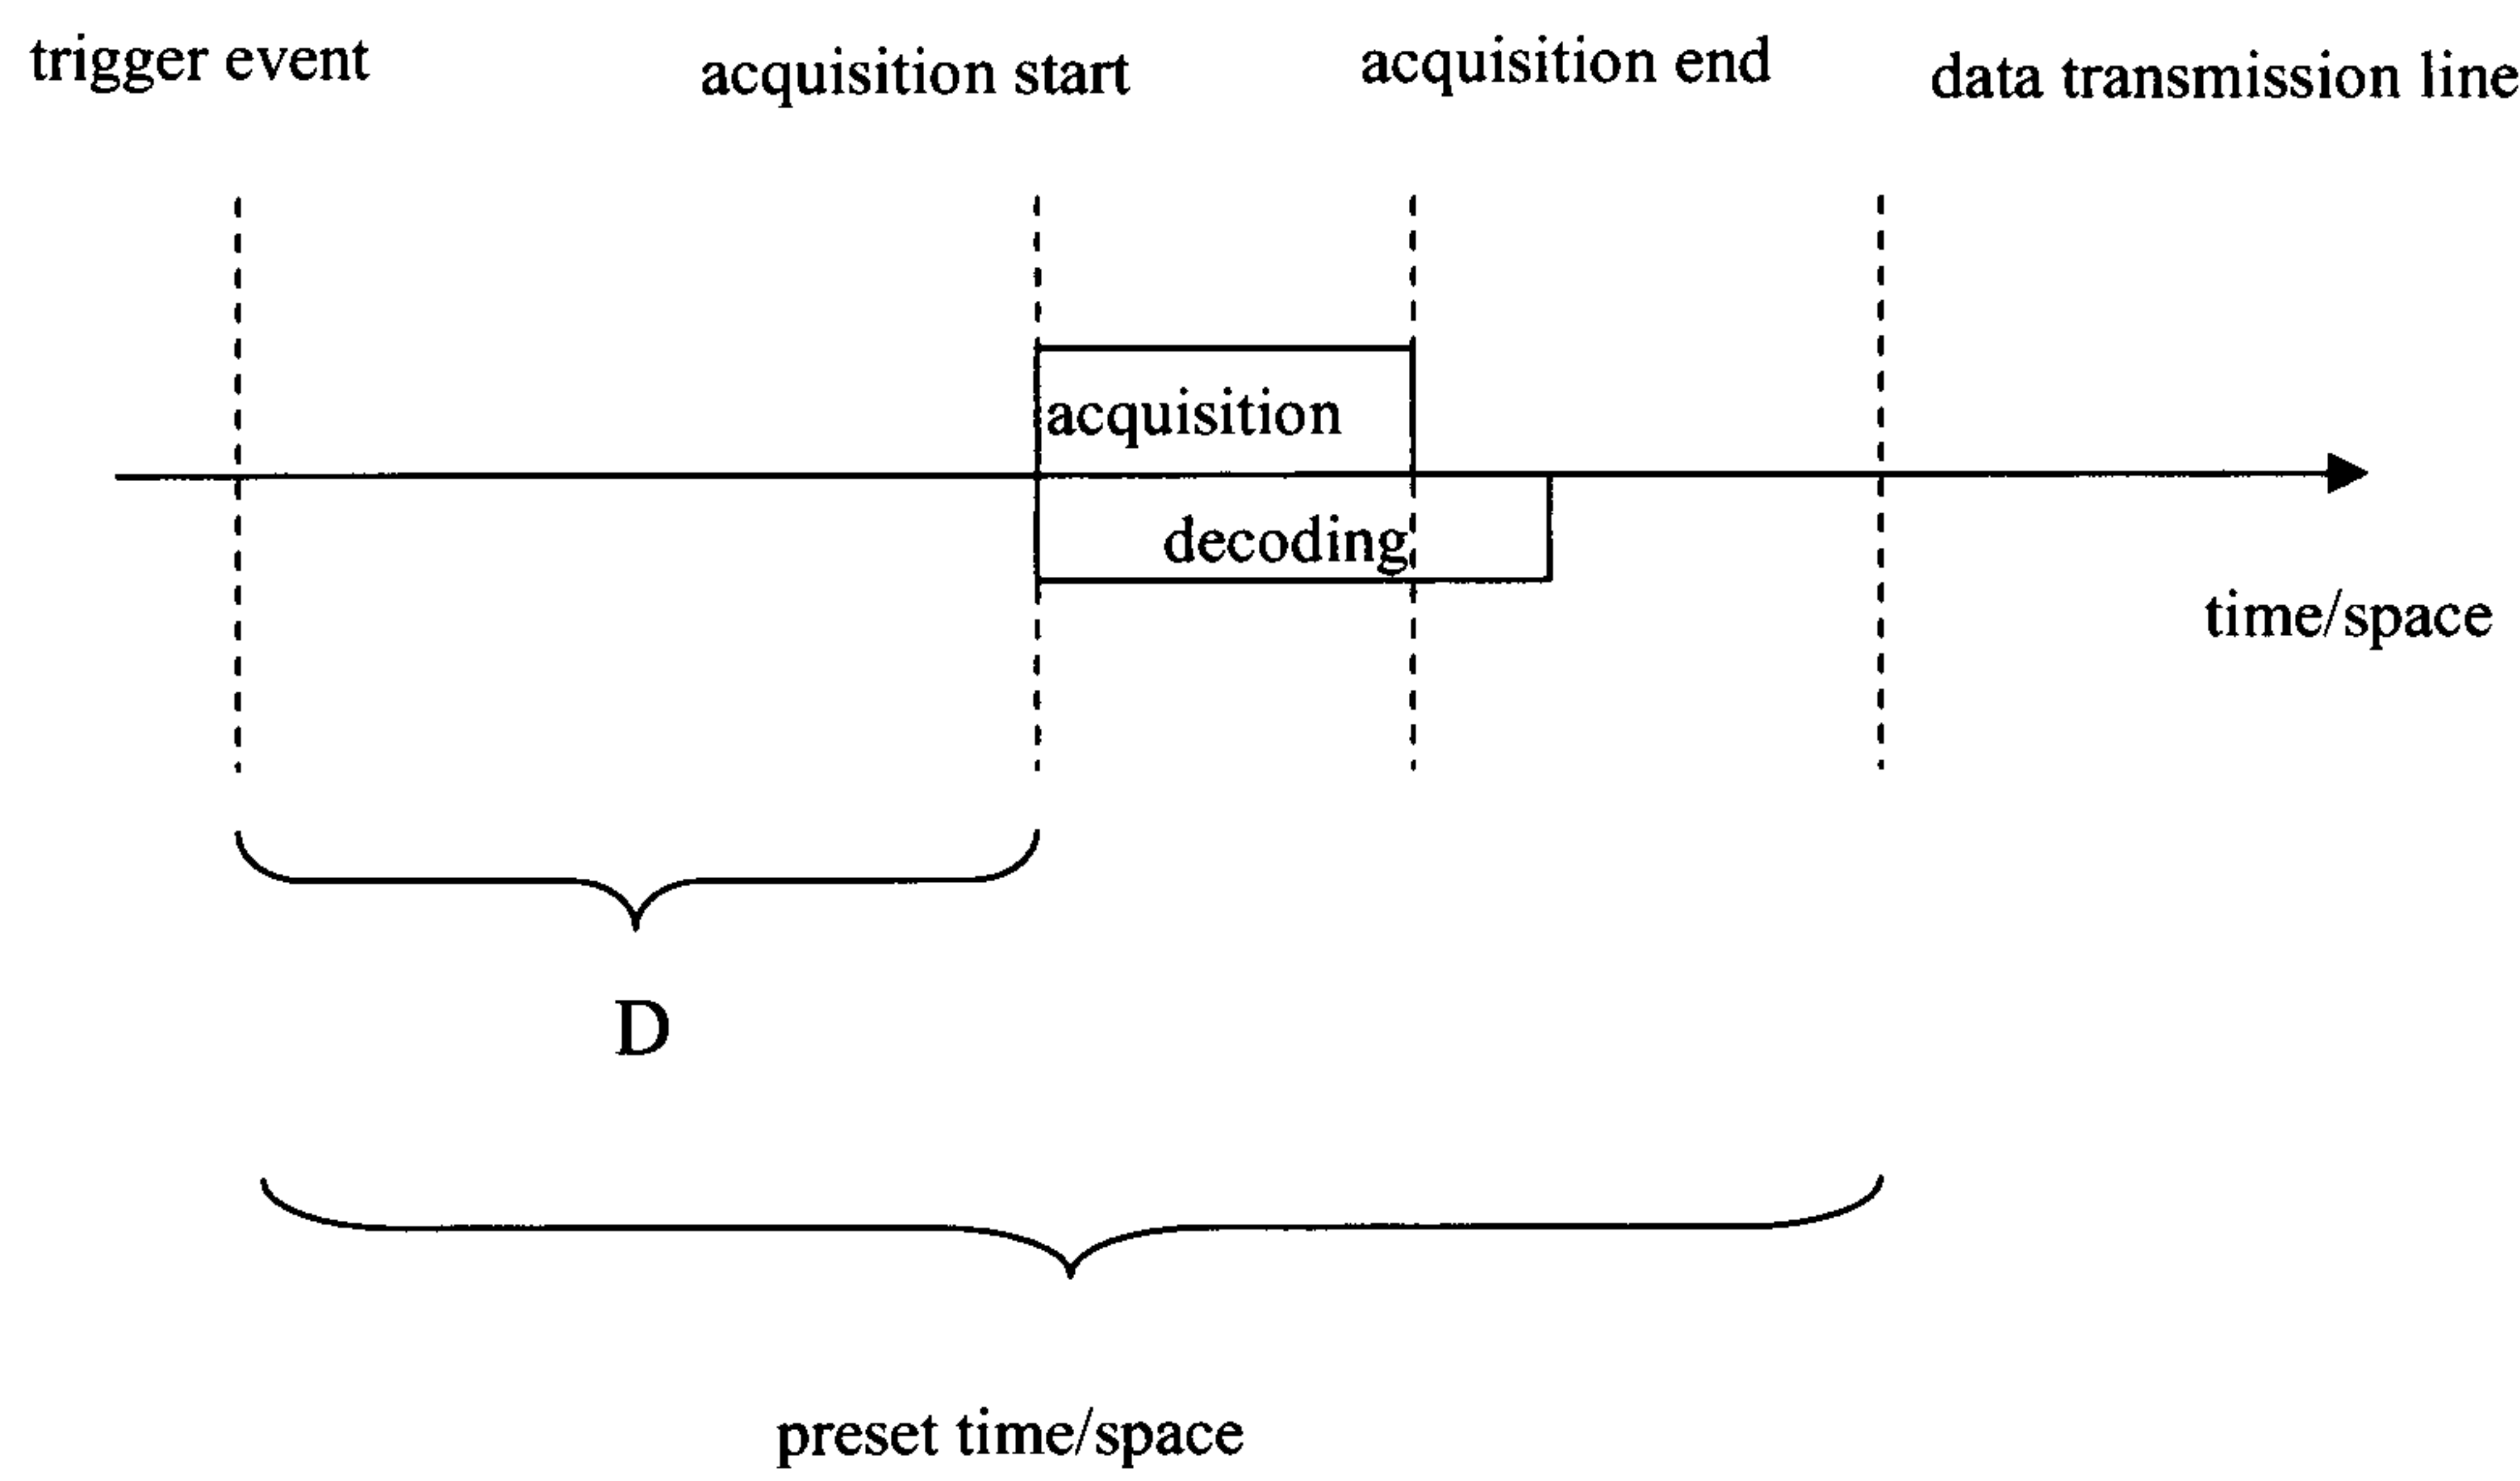 trigger event
acquisition start
acquisition end
data transmission line
acquisition
decoding
time/space
D
preset time/space